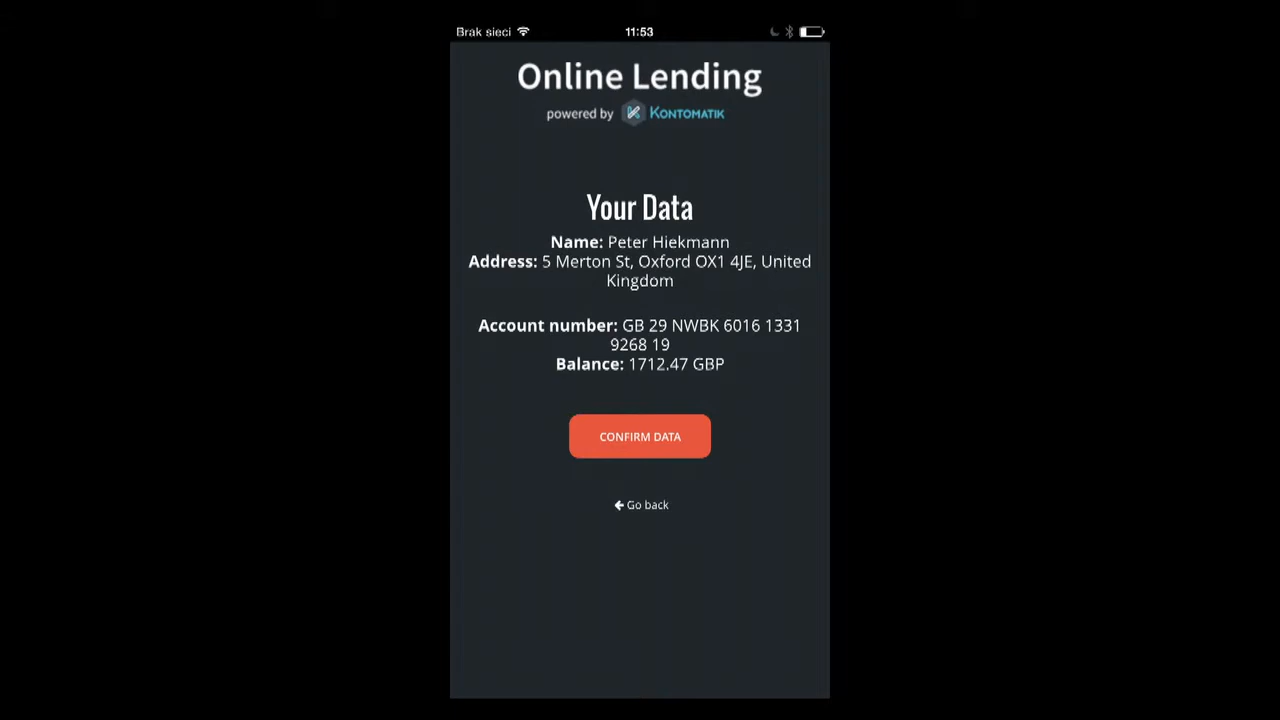 Brak sieci 11:53
Online Lending
powered by KONTOMATIK
Your Data
Name: Peter Hiekmann
Address: 5 Merton St, Oxford OX1 4JE, United
Kingdom
Account number: GB 29 NWBK 6016 1331
9268 19
Balance: 1712.47 GBP
CONFIRM DATA
Go back